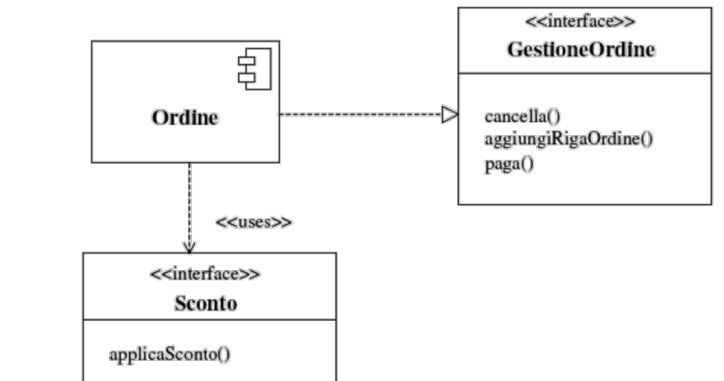 <<interface>>
GestioneOrdine
cancella()
aggiungiRigaOrdine()
paga()
Ordine
<<uses>>
<<interface>>
Sconto
applicaSconto()